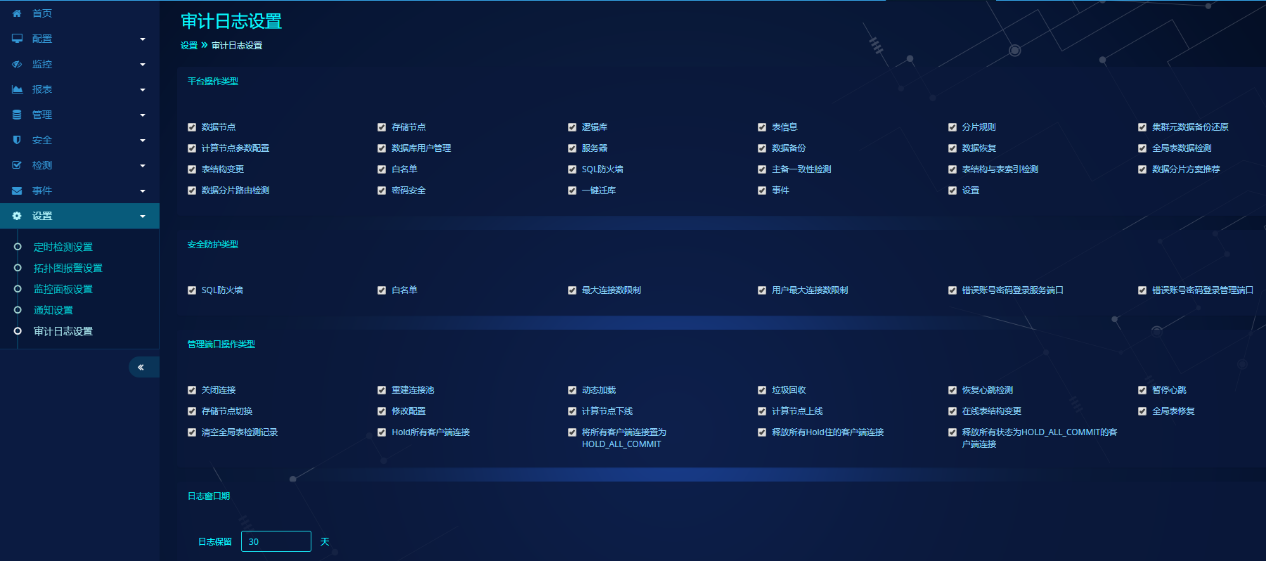 首页
配置
监控
报表
管理
安全
检测
事件
设置
定时检测设置
拓扑图报警设置
监控面板设置
通知设置
审计日志设置
«
审计日志设置
设置 » 审计日志设置
平台操作类型
数据节点 存储节点 逻辑库 表信息 分片规则 集群元数据备份还原
计算节点参数配置 数据库用户管理 服务器 数据备份 数据恢复 全局表数据检测
表结构变更 白名单 SQL防火墙 主备一致性检测 表结构与表索引检测 数据分片方案推荐
数据分片路由检测 密码安全 一键迁库 事件 设置
安全防护类型
SQL防火墙 白名单 最大连接数限制 用户最大连接数限制 错误账号密码登录服务端口 错误账号密码登录管理端口
管理端口操作类型
关闭连接 重建连接池 动态加载 垃圾回收 恢复心跳检测 暂停心跳
存储节点切换 修改配置 计算节点下线 计算节点上线 在线表结构变更 全局表修复
清空全局表检测记录 Hold所有客户端连接 将所有客户端连接置为 释放所有Hold住的客户端连接 释放所有状态为HOLD_ALL_COMMIT的客
HOLD_ALL_COMMIT 户端连接
日志窗口期
日志保留 30 天